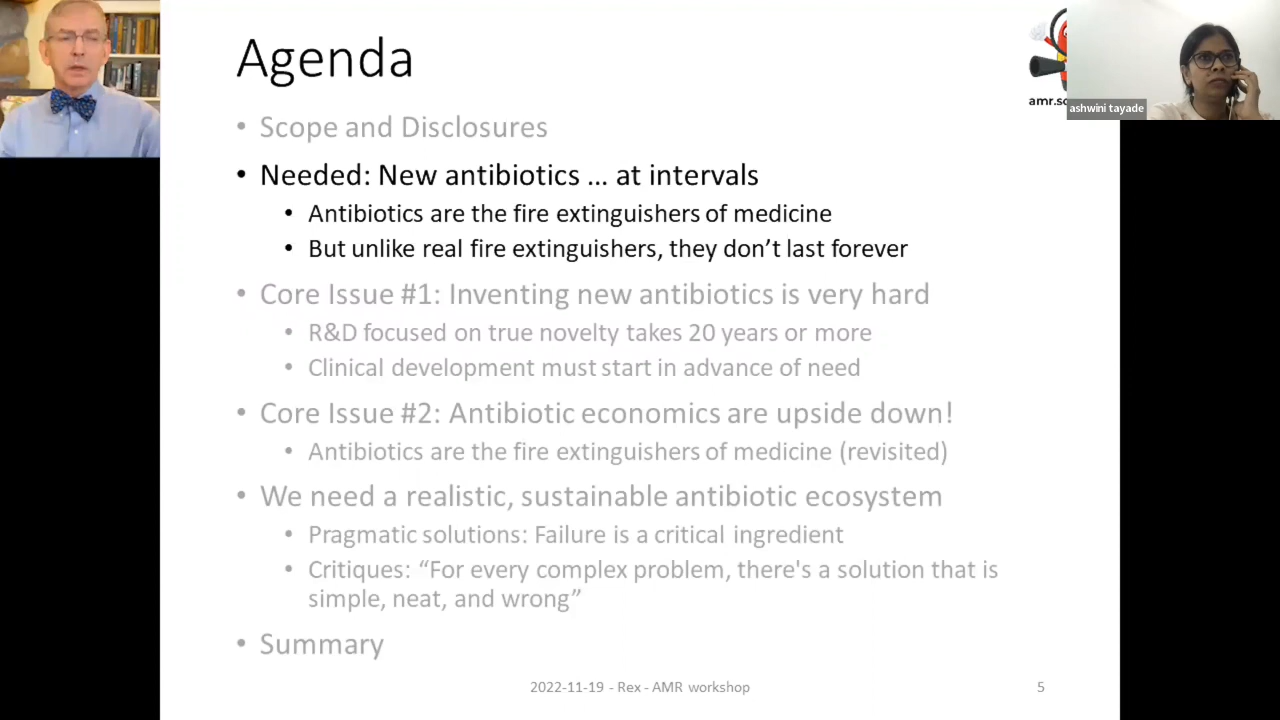 Agenda
amr.so
ashwini tayade
• Scope and Disclosures
• Needed: New antibiotics ... at intervals
• Antibiotics are the fire extinguishers of medicine
• But unlike real fire extinguishers, they don’t last forever
• Core Issue #1: Inventing new antibiotics is very hard
• R&D focused on true novelty takes 20 years or more
• Clinical development must start in advance of need
• Core Issue #2: Antibiotic economics are upside down!
• Antibiotics are the fire extinguishers of medicine (revisited)
• We need a realistic, sustainable antibiotic ecosystem
• Pragmatic solutions: Failure is a critical ingredient
• Critiques: “For every complex problem, there's a solution that is
simple, neat, and wrong”
• Summary
2022-11-19 - Rex - AMR workshop
5